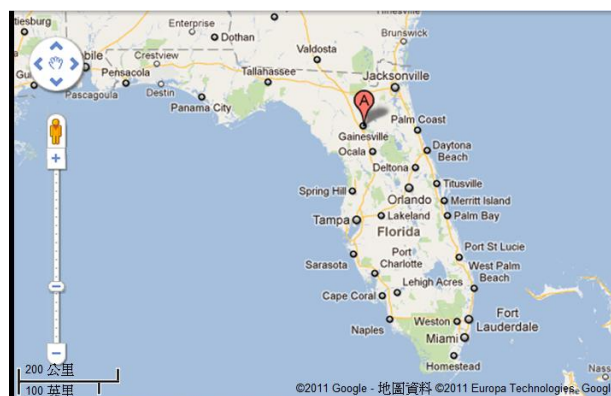 Enterprise
Brunswick
Dothan
Valdosta
Crestview
Tallahassee
Jacksonville
Pensacola
Pascagoula
Destin
Panama City
A
Gainesville
Palm Coast
Ocala
Daytona
Beach
Deltona
Titusville
Spring Hill
Orlando
Merritt Island
Tampa
Lakeland
Palm Bay
Florida
Port St Lucie
Sarasota
Port
Charlotte
West Palm
Beach
Lehigh Acres
Cape Coral
Fort
Lauderdale
Naples
Weston
Miami
Homestead
200 公里
100 英里
©2011 Google - 地圖資料 ©2011 Europa Technologies, Googl